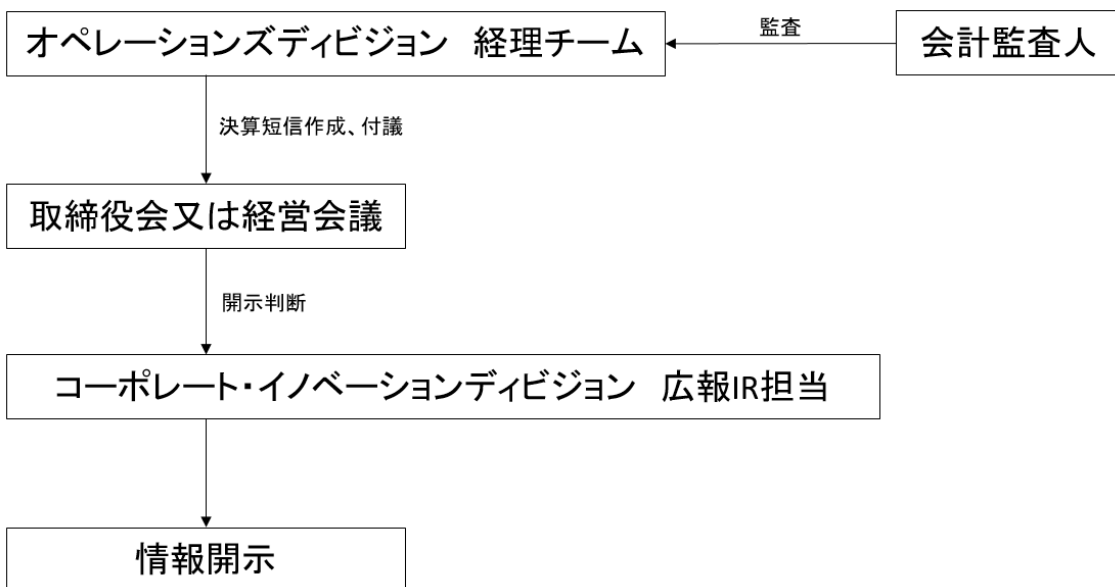 オペレーションズディビジョン　経理チーム
監査
会計監査人
決算短信作成、付議
取締役会又は経営会議
開示判断
コーポレート・イノベーションディビジョン　広報IR担当
情報開示